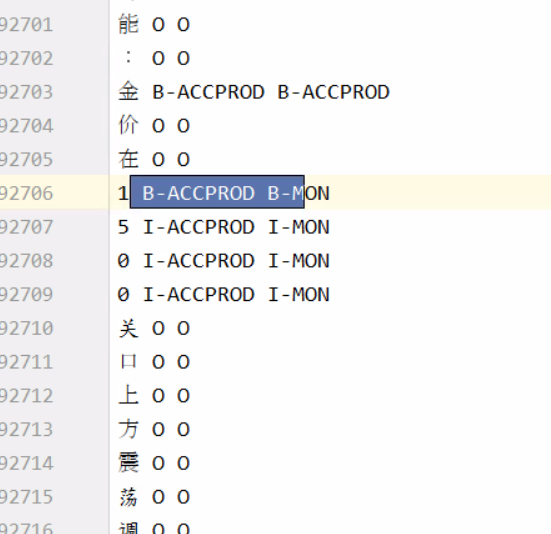 92701 能 O O
92702 : O O
92703 金 B-ACCPROD B-ACCPROD
92704 价 O O
92705 在 O O
92706 1 B-ACCPROD B-MON
92707 5 I-ACCPROD I-MON
92708 0 I-ACCPROD I-MON
92709 0 I-ACCPROD I-MON
92710 关 O O
92711 口 O O
92712 上 O O
92713 方 O O
92714 震 O O
92715 荡 O O
92716 调 O O